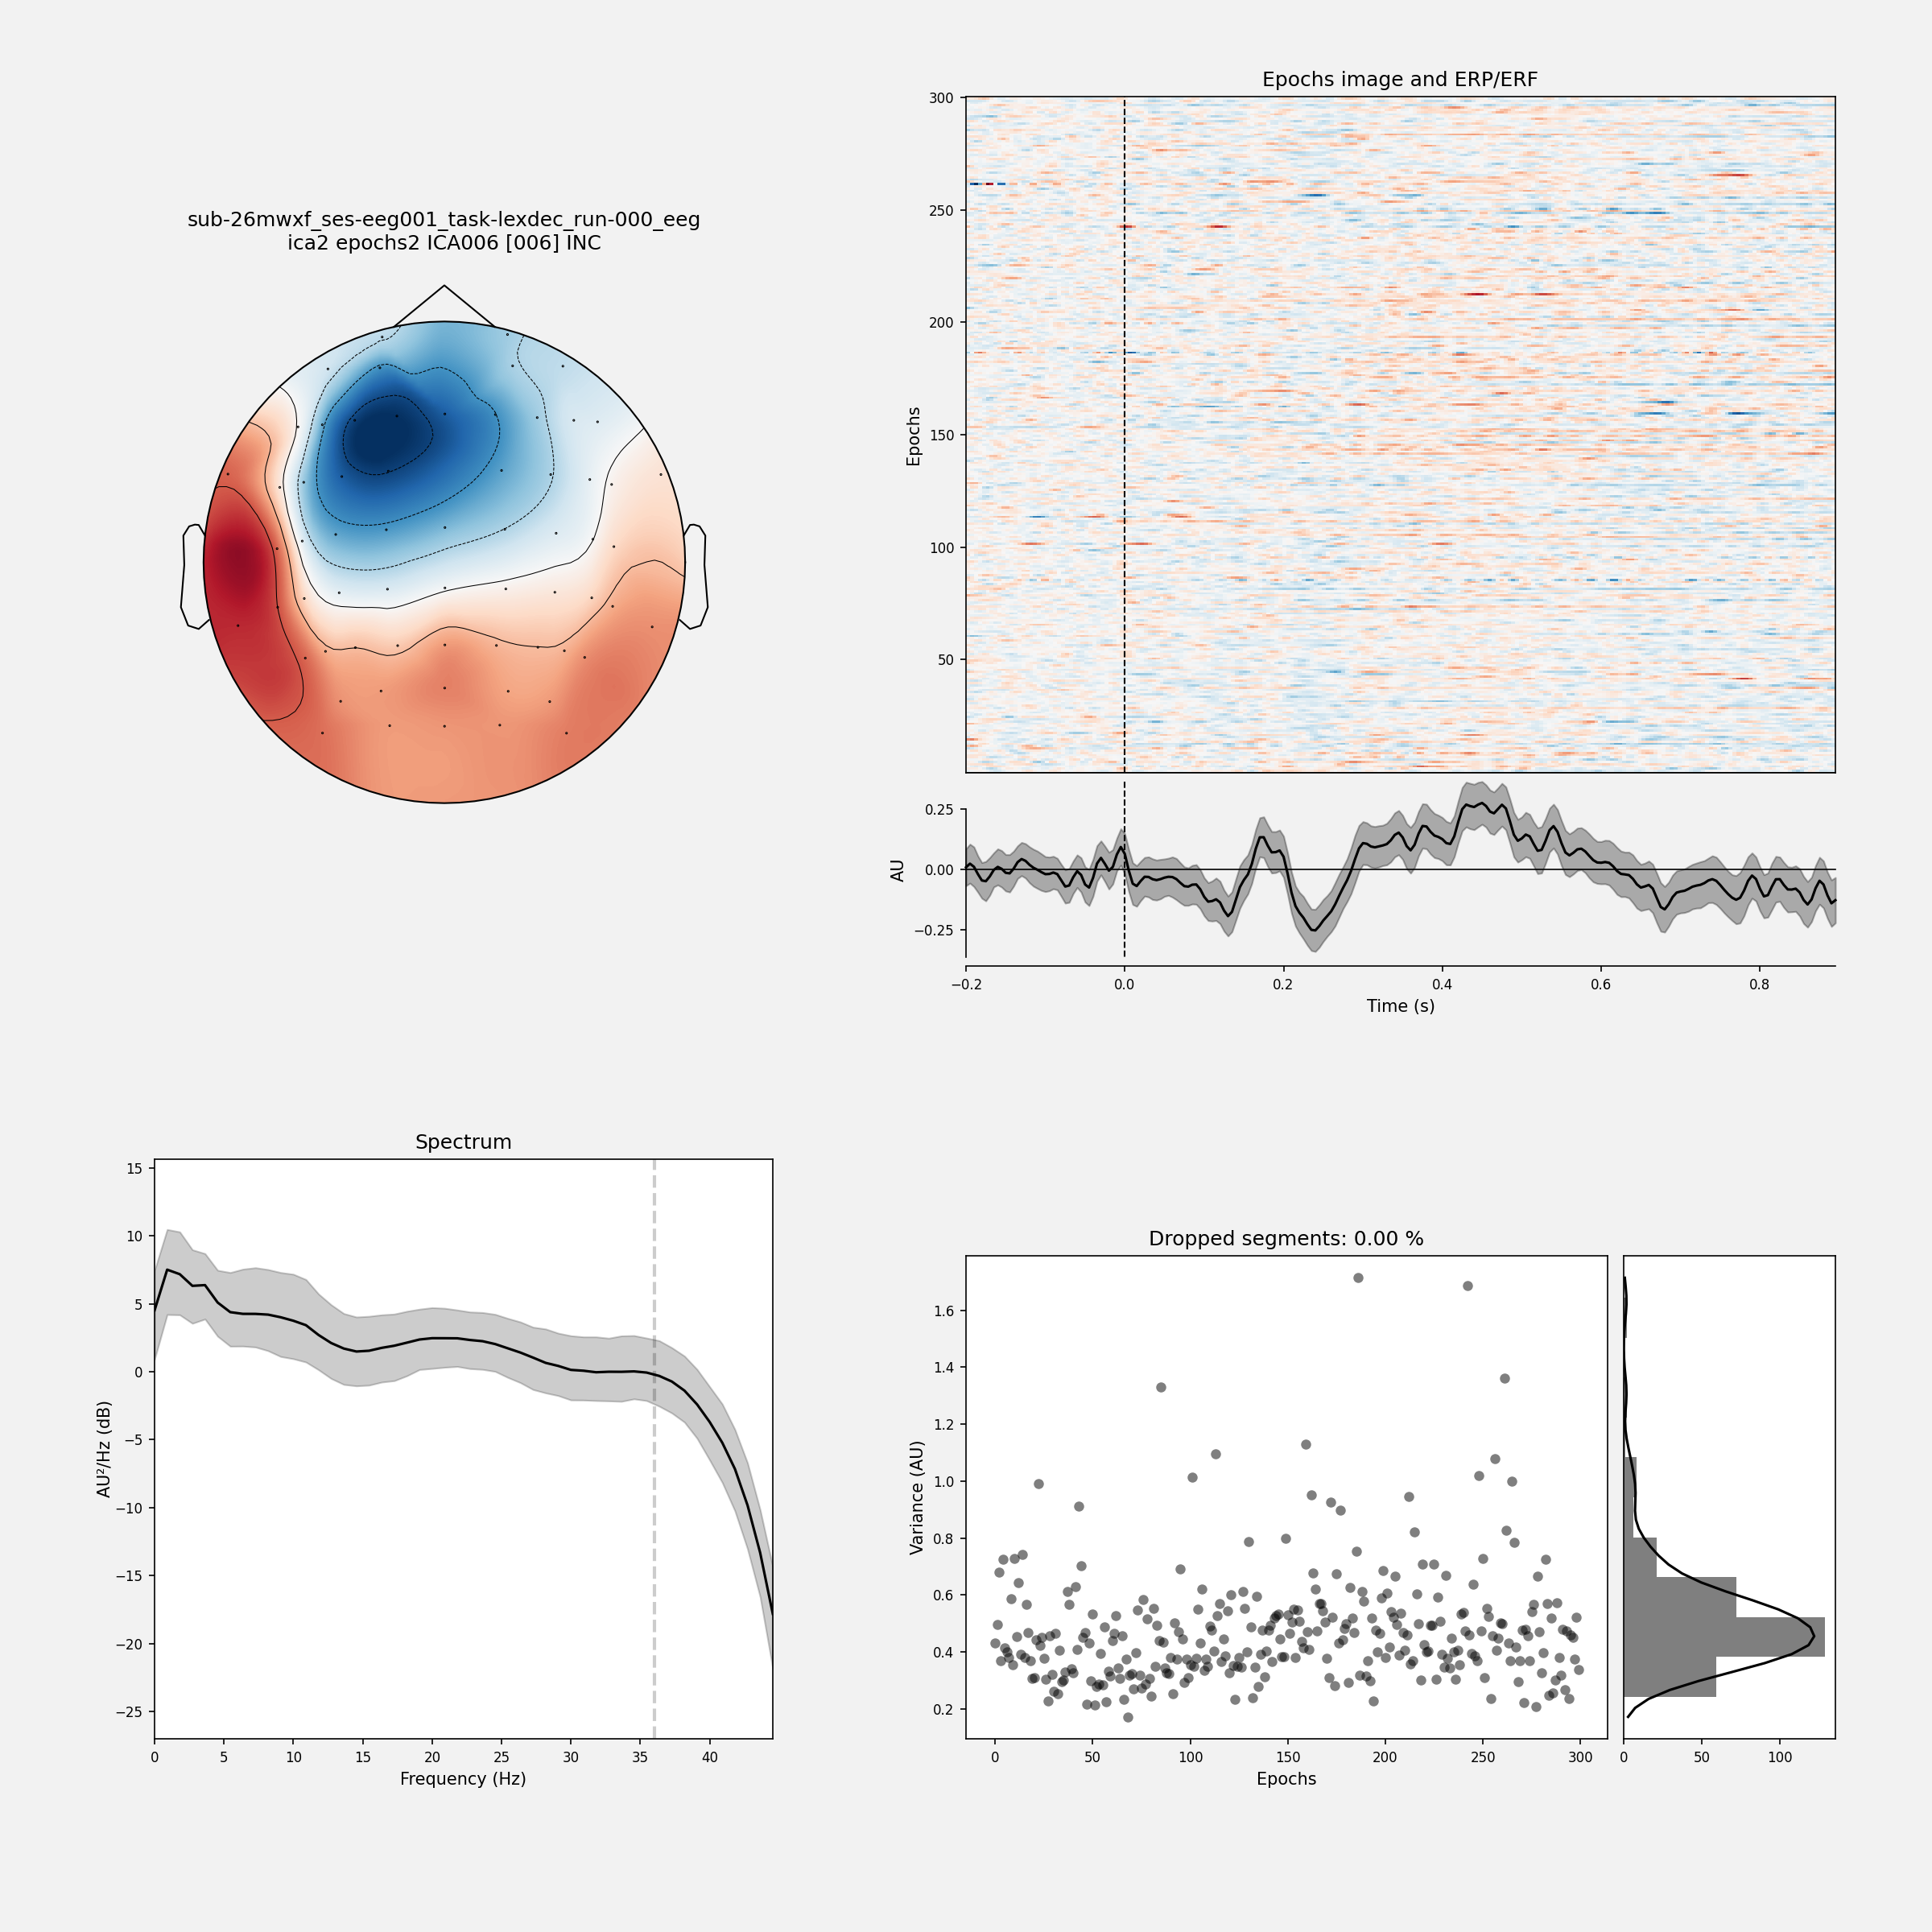 sub-26mwxf_ses-eeg001_task-lexdec_run-000_eeg
ica2 epochs2 ICA006 [006] INC
Epochs image and ERP/ERF
300
250
200
150
100
50
Epochs
0.25
0.00
−0.25
AU
−0.2 0.0 0.2 0.4 0.6 0.8
Time (s)
Spectrum
15
10
5
0
−5
−10
−15
−20
−25
AU²/Hz (dB)
0 5 10 15 20 25 30 35 40
Frequency (Hz)
Dropped segments: 0.00 %
1.6
1.4
1.2
1.0
0.8
0.6
0.4
0.2
Variance (AU)
0 50 100 150 200 250 300
Epochs
0 50 100